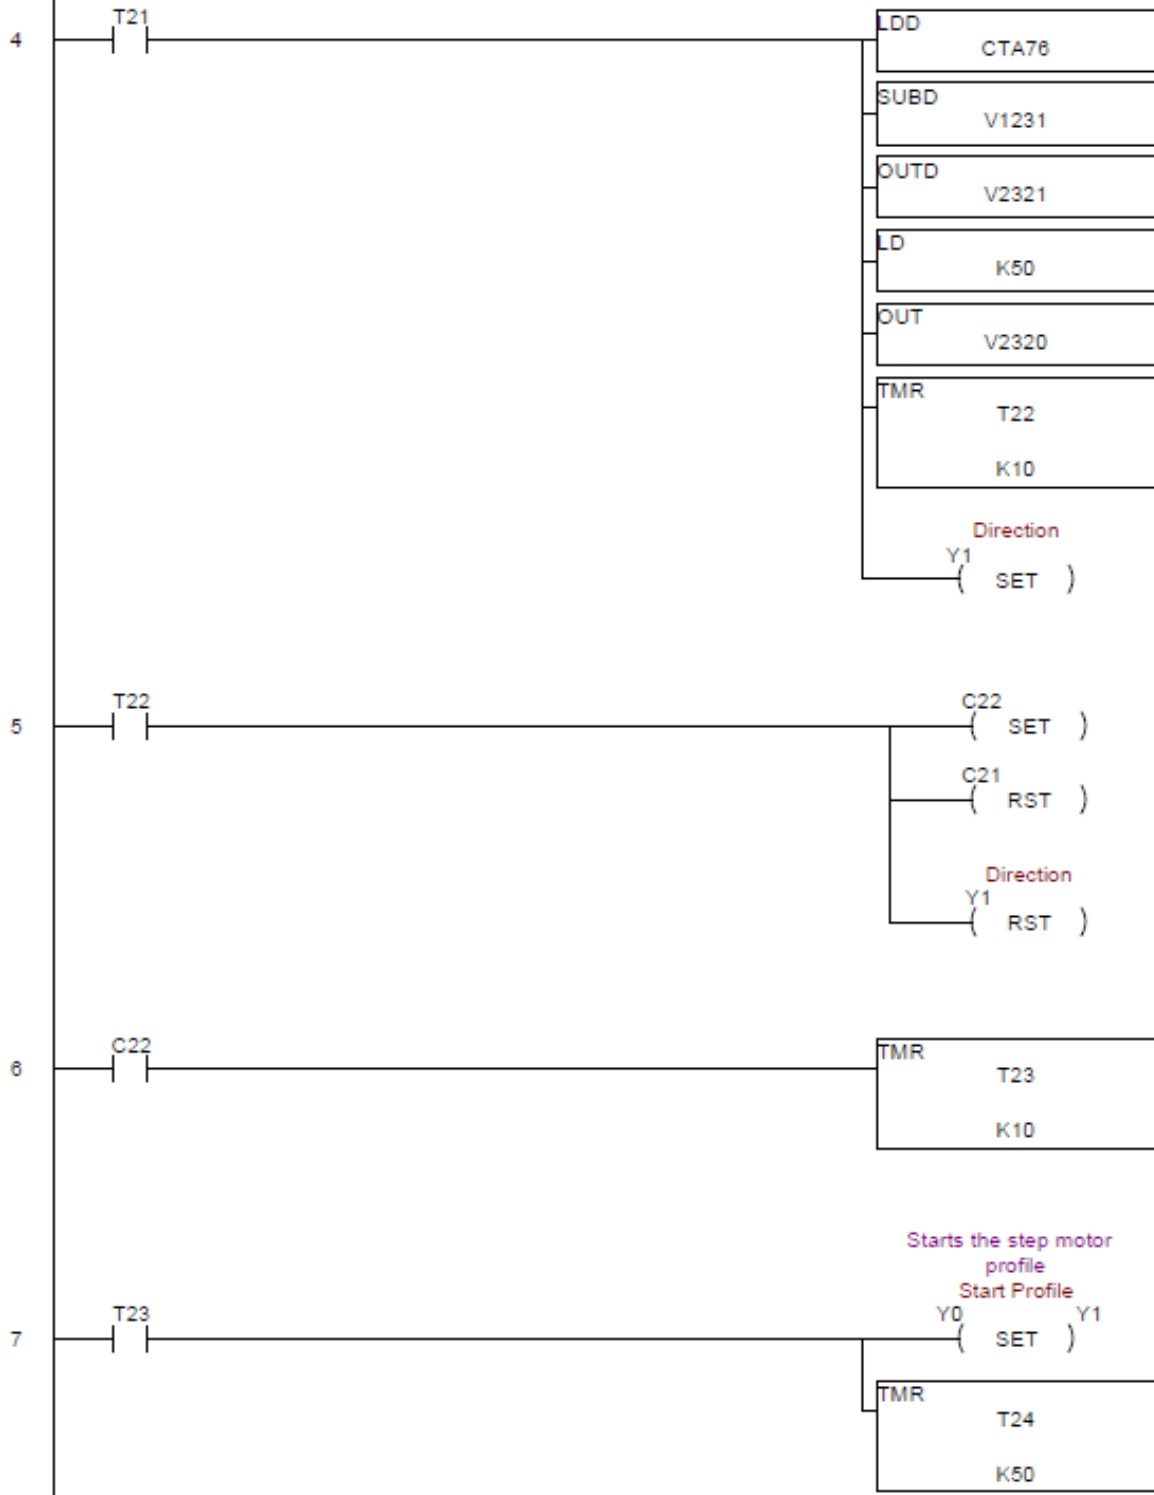 4
T21
LDD
CTA76
SUBD
V1231
OUTD
V2321
LD
K50
OUT
V2320
TMR
T22
K10
Direction
Y1
( SET )
5
T22
C22
( SET )
C21
( RST )
Direction
Y1
( RST )
6
C22
TMR
T23
K10
Starts the step motor
profile
Start Profile
7
T23
Y0 Y1
( SET )
TMR
T24
K50